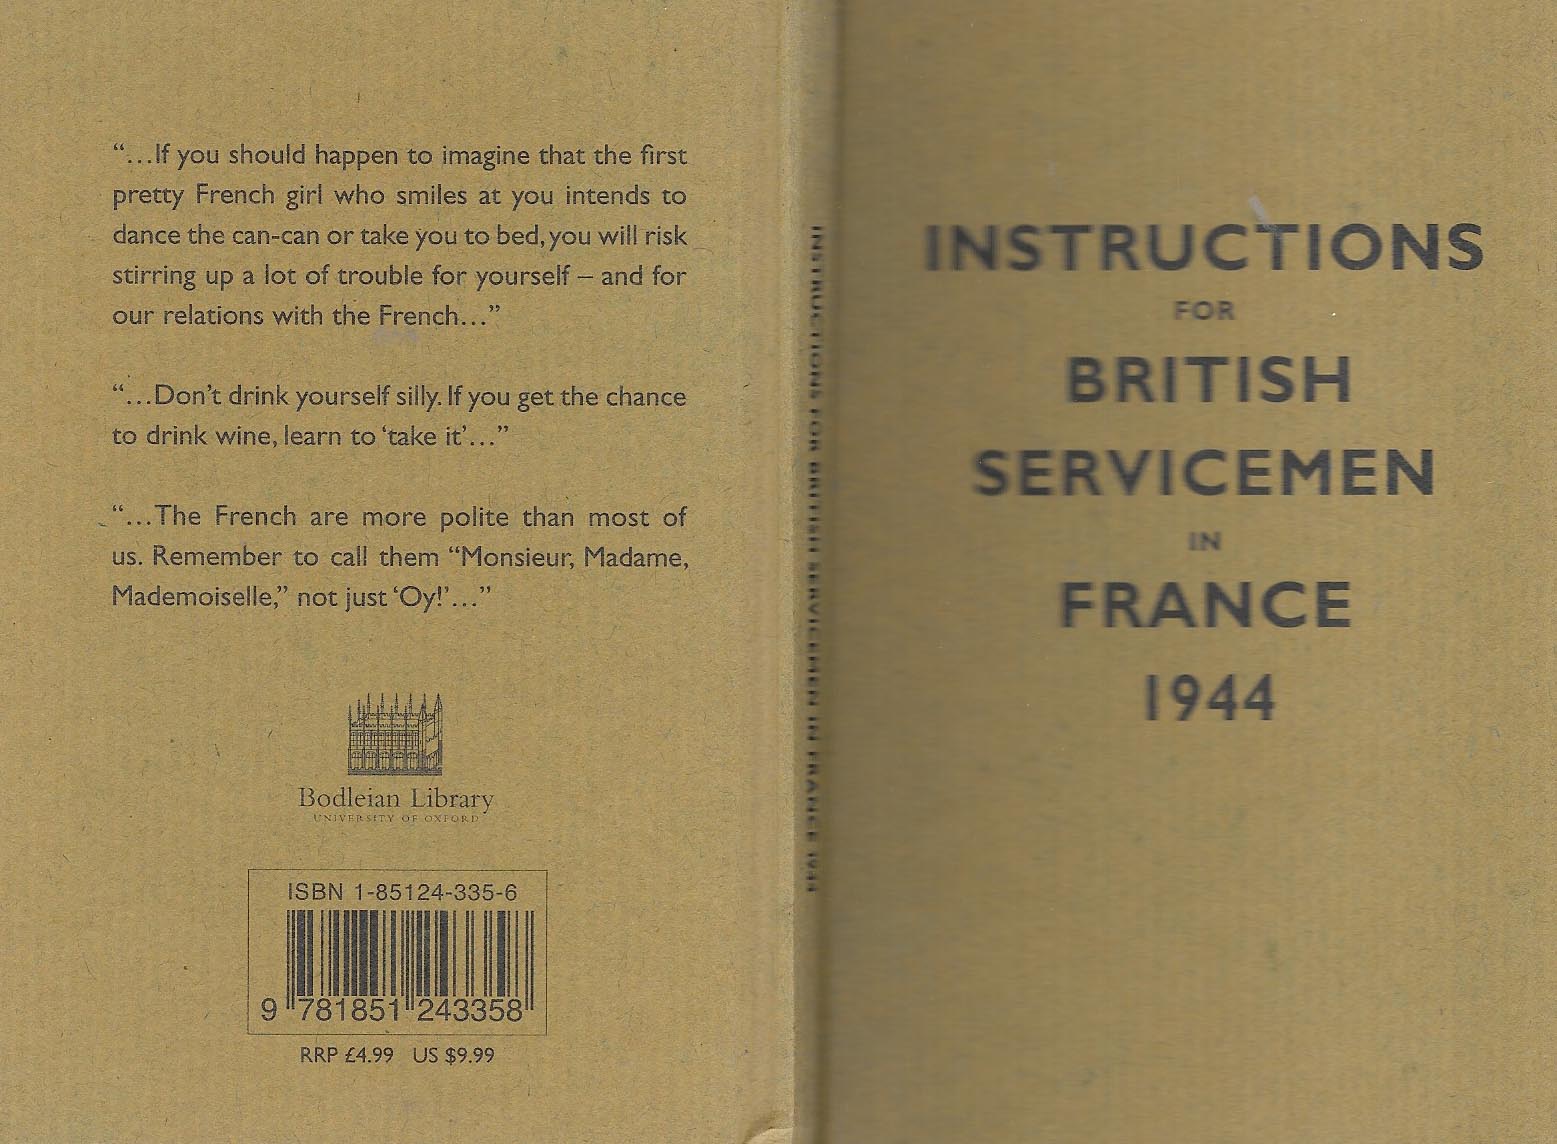 “…If you should happen to imagine that the first
pretty French girl who smiles at you intends to
dance the can-can or take you to bed, you will risk
stirring up a lot of trouble for yourself – and for
our relations with the French…”
“…Don’t drink yourself silly. If you get the chance
to drink wine, learn to ‘take it’…”
“…The French are more polite than most of
us. Remember to call them “Monsieur, Madame,
Mademoiselle,” not just ‘Oy!’…”
Bodleian Library
UNIVERSITY OF OXFORD
ISBN 1-85124-335-6
9 781851 243358
RRP £4.99 US $9.99
INSTRUCTIONS FOR BRITISH SERVICEMEN IN FRANCE 1944
INSTRUCTIONS
FOR
BRITISH
SERVICEMEN
IN
FRANCE
1944